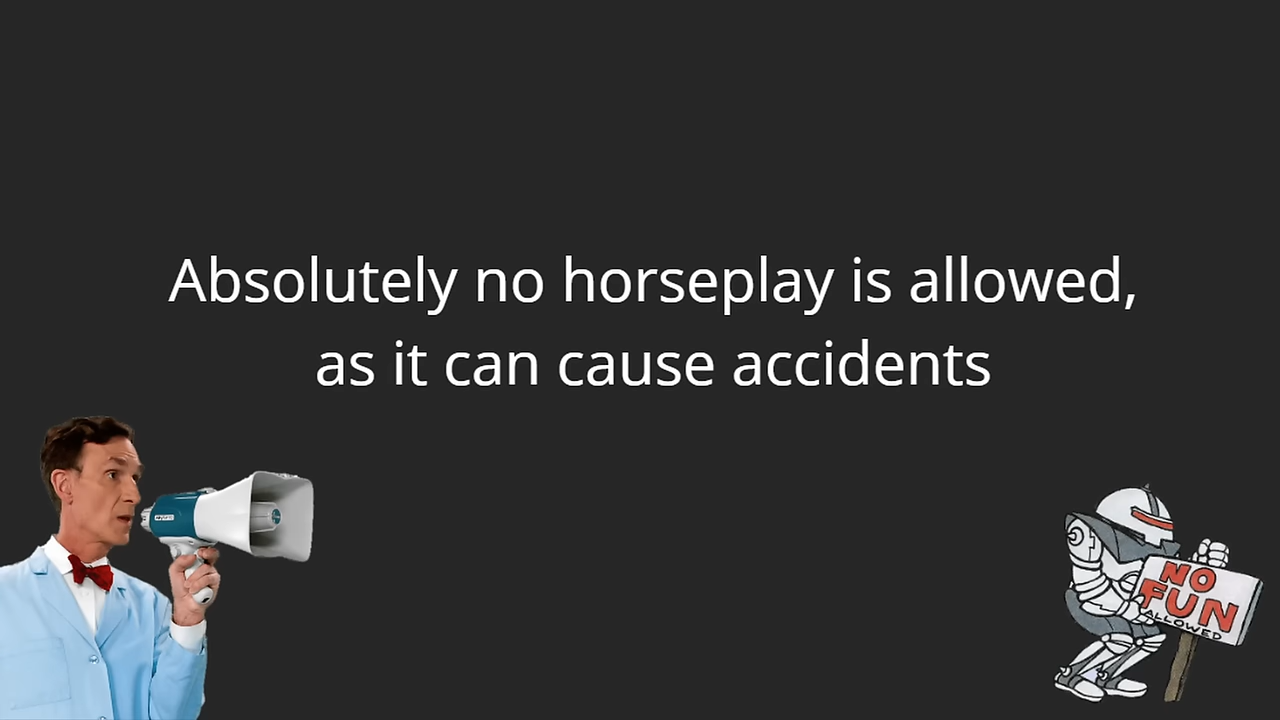 Absolutely no horseplay is allowed,
as it can cause accidents
NO
FUN
ALLOWED